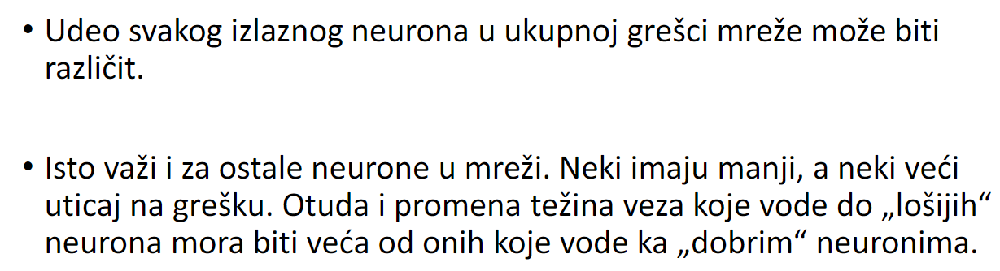 • Udeo svakog izlaznog neurona u ukupnoj grešci mreže može biti
različit.
• Isto važi i za ostale neurone u mreži. Neki imaju manji, a neki veći
uticaj na grešku. Otuda i promena težina veza koje vode do „lošijih“
neurona mora biti veća od onih koje vode ka „dobrim“ neuronima.